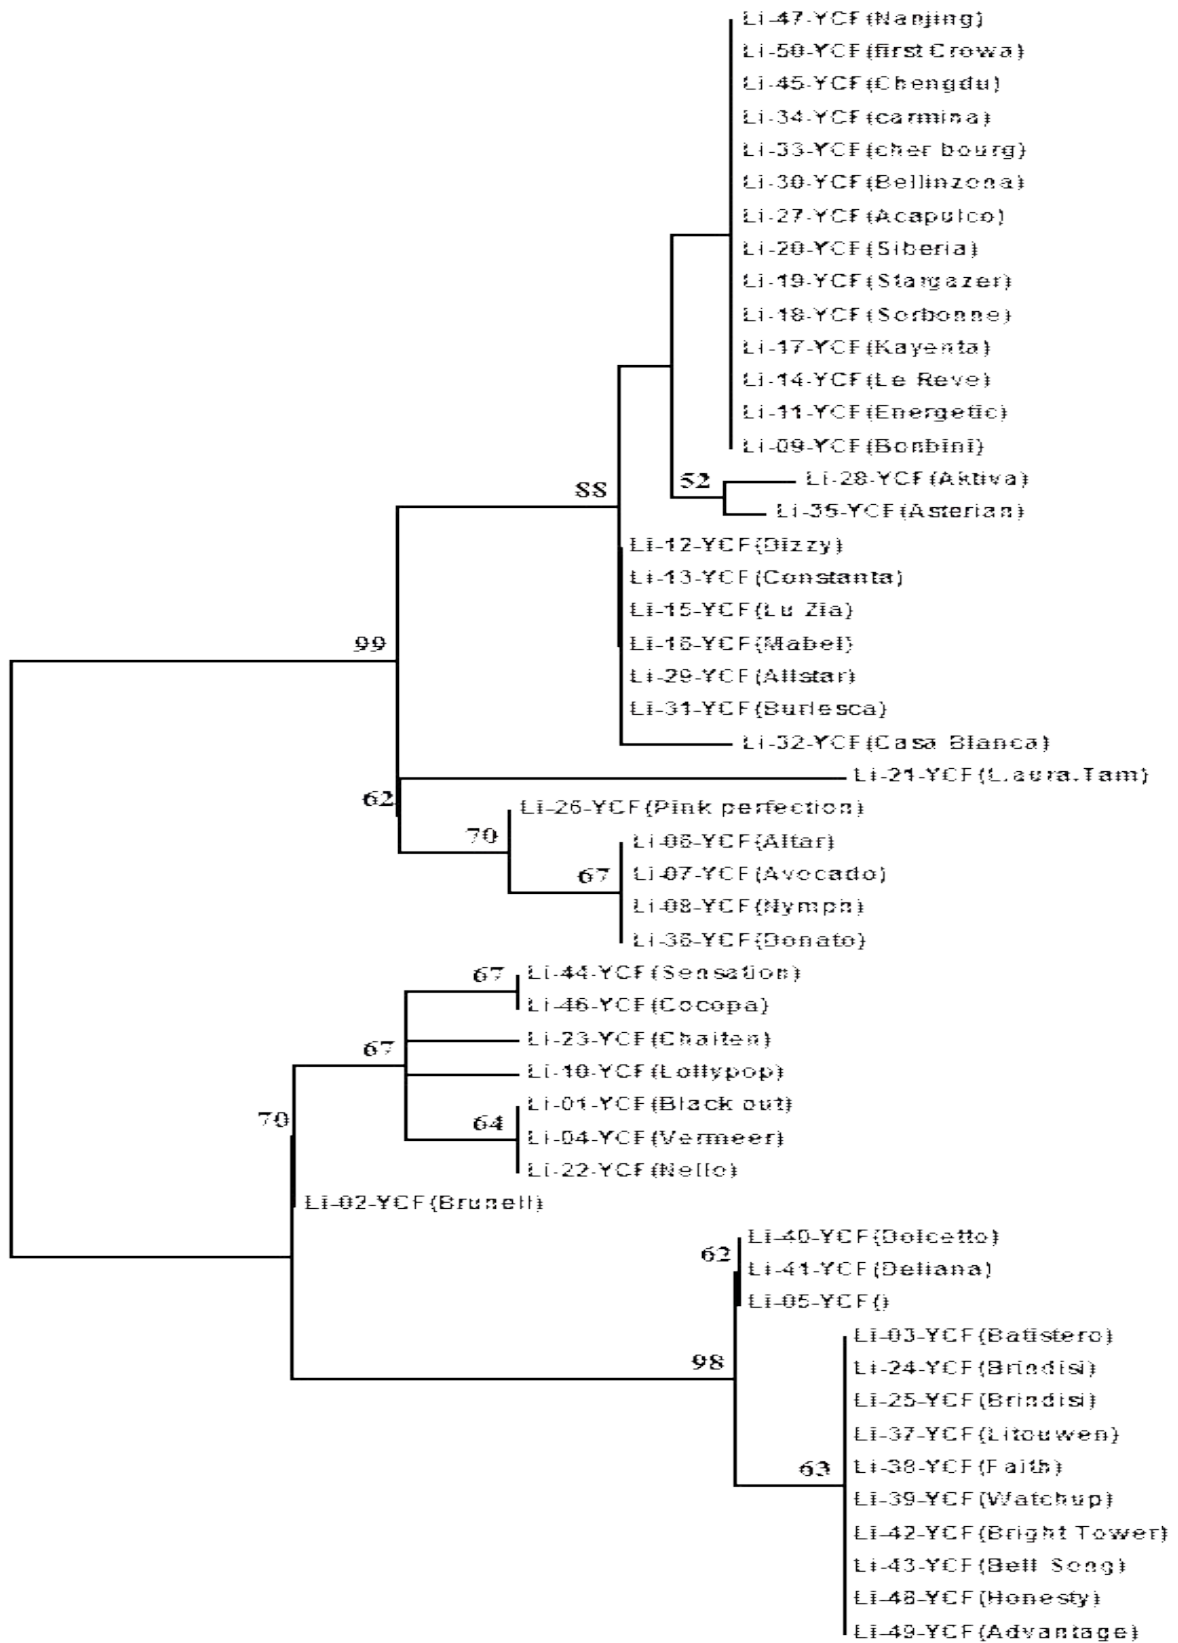 Li-47-YCF(Nanjing)
Li-50-YCF(first Crowa)
Li-45-YCF(Chengdu)
Li-34-YCF(carmina)
Li-33-YCF(cher bourg)
Li-30-YCF(Bellinzona)
Li-27-YCF(Acapulco)
Li-20-YCF(Siberia)
Li-19-YCF(Stargazer)
Li-18-YCF(Sorbonne)
Li-17-YCF(Kayenta)
Li-14-YCF(Le Reve)
Li-11-YCF(Energetic)
Li-09-YCF(Bonbini)
52
Li-28-YCF(Aktiva)
88
Li-35-YCF(Asterian)
Li-12-YCF(Dizzy)
Li-13-YCF(Constanta)
Li-15-YCF(Lu Zia)
99
Li-16-YCF(Mabel)
Li-29-YCF(Allstar)
Li-31-YCF(Burlesca)
Li-32-YCF(Casa Blanca)
Li-21-YCF(Laura.Tam)
62
Li-26-YCF(Pink perfection)
70
Li-06-YCF(Altar)
67
Li-07-YCF(Avocado)
Li-08-YCF(Nymph)
Li-36-YCF(Donato)
67
Li-44-YCF(Sensation)
Li-46-YCF(Cocopa)
67
Li-23-YCF(Chaiten)
Li-10-YCF(Lollypop)
Li-01-YCF(Black out)
70
64
Li-04-YCF(Vermeer)
Li-22-YCF(Nello)
Li-02-YCF(Brunell)
Li-40-YCF(Dolcetto)
62
Li-41-YCF(Deliana)
Li-05-YCF()
Li-03-YCF(Batistero)
98
Li-24-YCF(Brindisi)
Li-25-YCF(Brindisi)
Li-37-YCF(Litouwen)
63
Li-38-YCF(Faith)
Li-39-YCF(Watchup)
Li-42-YCF(Bright Tower)
Li-43-YCF(Bell Song)
Li-48-YCF(Honesty)
Li-49-YCF(Advantage)